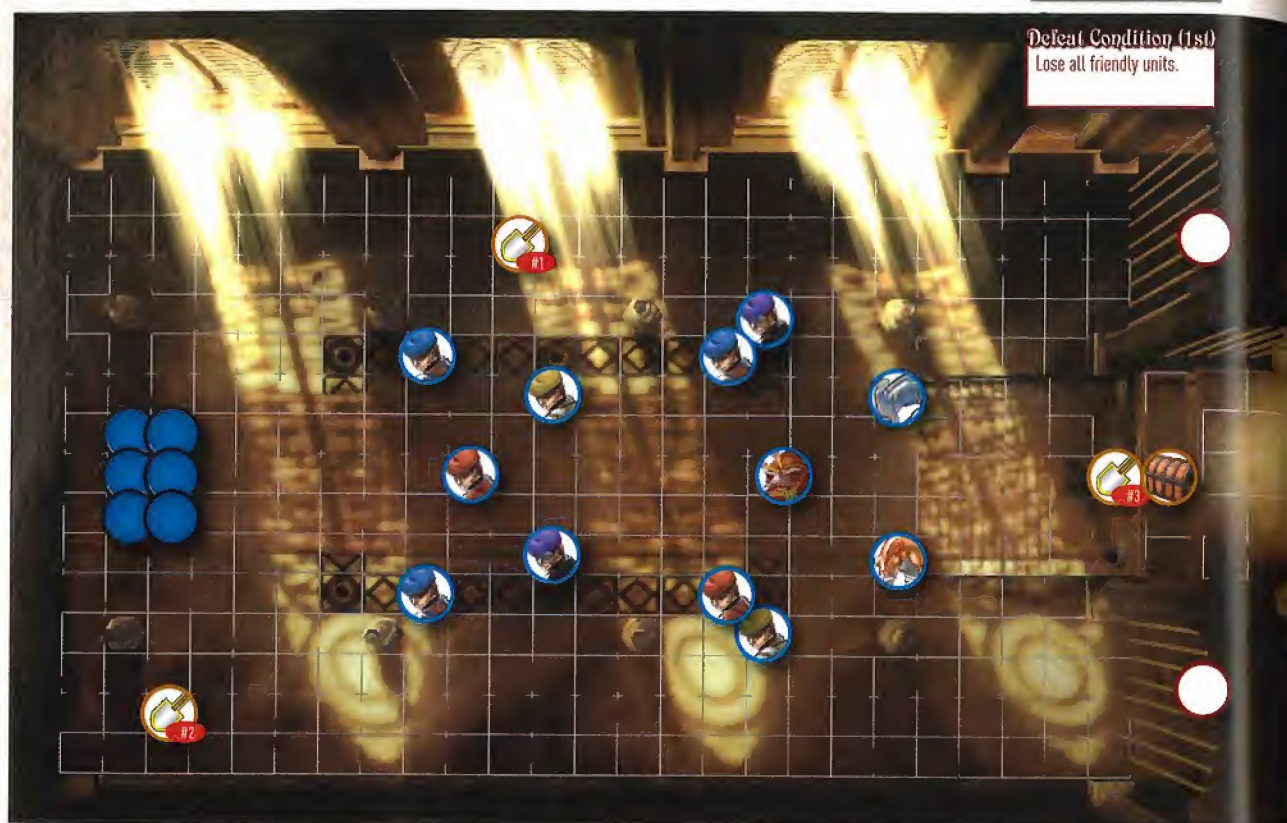 Defeat Condition (1st)
Lose all friendly units.
#1
#3
#2